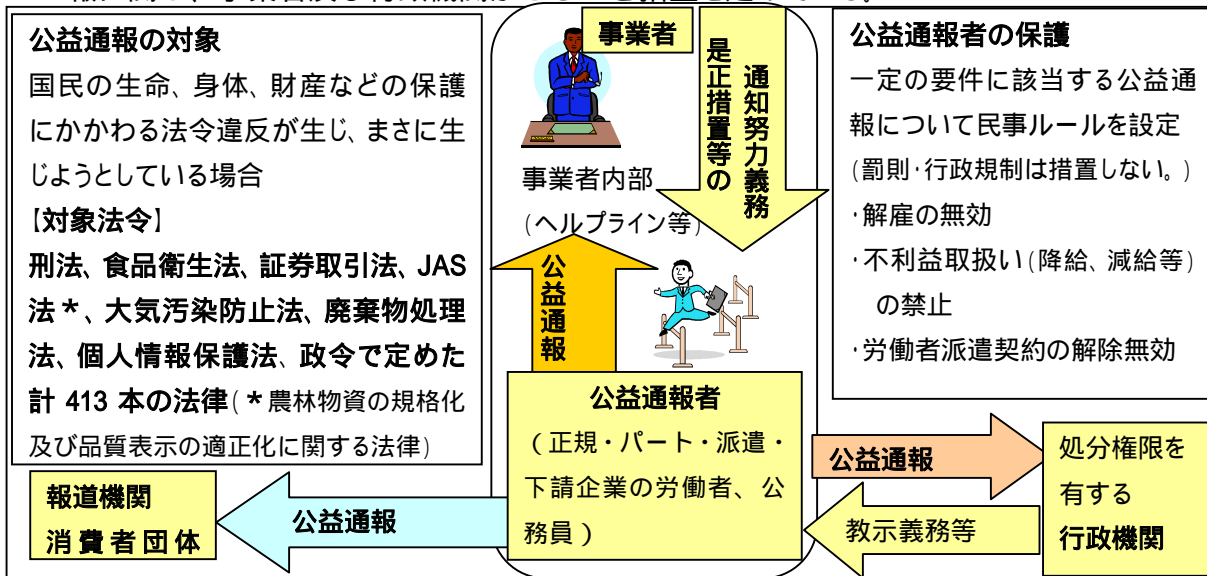 公益通報の対象
国民の生命、身体、財産などの保護
にかかわる法令違反が生じ、まさに生
じようとしている場合
【対象法令】
刑法、食品衛生法、証券取引法、JAS
法*、大気汚染防止法、廃棄物処理
法、個人情報保護法、政令で定めた
計 413 本の法律(*農林物資の規格化
及び品質表示の適正化に関する法律)
事業者
事業者内部
(ヘルプライン等)
是正措置等の
通知努力義務
公益通報者の保護
一定の要件に該当する公益通
報について民事ルールを設定
(罰則・行政規制は措置しない。)
・解雇の無効
・不利益取扱い(降給、減給等)
の禁止
・労働者派遣契約の解除無効
公益通報
公益通報者
(正規・パート・派遣・
下請企業の労働者、公
務員)
報道機関
消費者団体
公益通報
公益通報
教示義務等
処分権限を
有する
行政機関